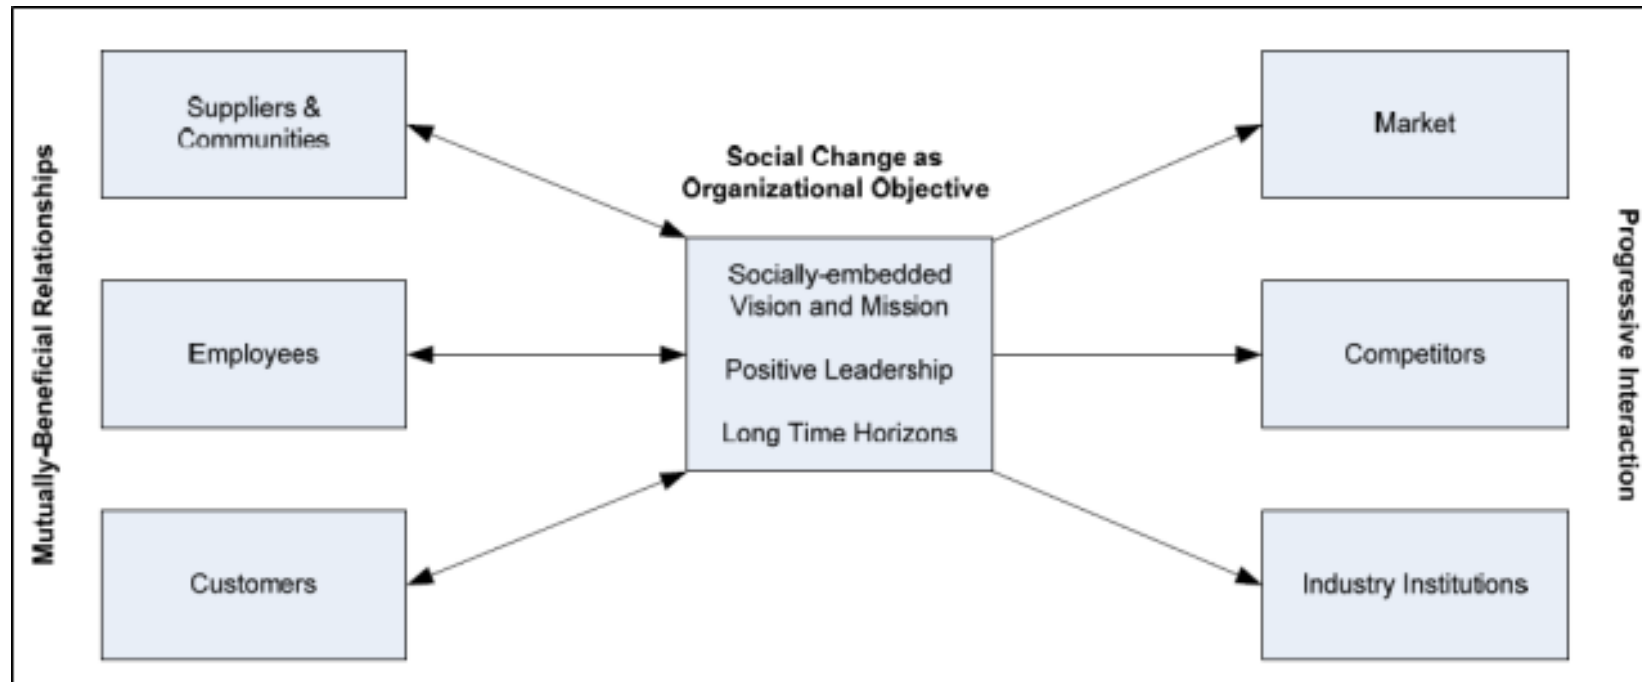 Mutually-Beneficial Relationships
Suppliers &
Communities
Employees
Customers
Social Change as
Organizational Objective
Socially-embedded
Vision and Mission
Positive Leadership
Long Time Horizons
Market
Competitors
Industry Institutions
Progressive Interaction